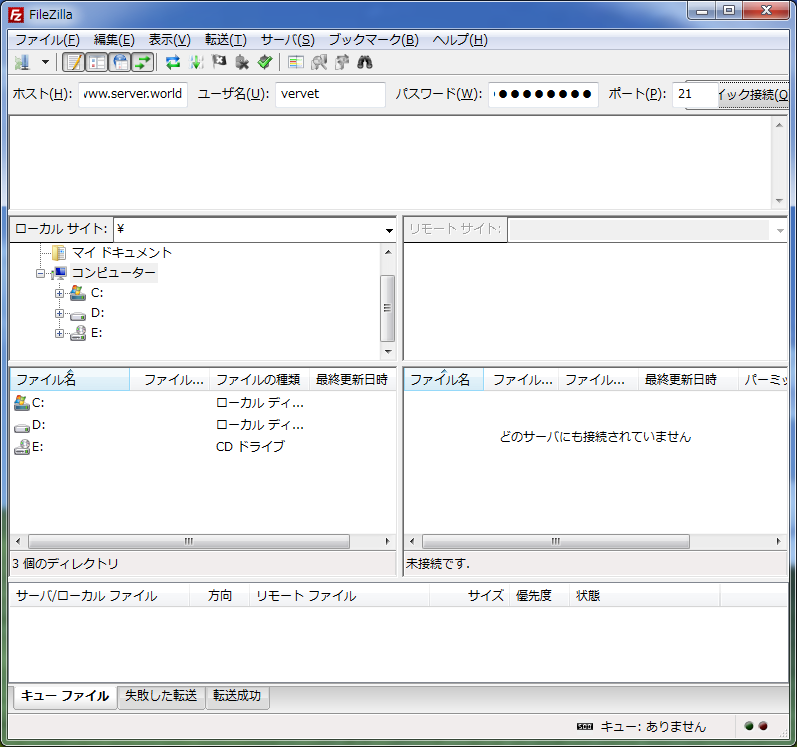 FileZilla
ファイル(F) 編集(E) 表示(V) 転送(T) サーバ(S) ブックマーク(B) ヘルプ(H)
ホスト(H): www.server.world ユーザ名(U): vervet パスワード(W): ●●●●●●●● ポート(P): 21 イック接続(Q
ローカル サイト: ¥
リモート サイト:
マイ ドキュメント
コンピューター
C:
D:
E:
ファイル名 ファイル... ファイルの種類 最終更新日時
C: ローカル ディ...
D: ローカル ディ...
E: CD ドライブ
3 個のディレクトリ
ファイル名 ファイル... ファイル... 最終更新日時 パーミッ
どのサーバにも接続されていません
未接続です.
サーバ/ローカル ファイル 方向 リモート ファイル サイズ 優先度 状態
キュー ファイル 失敗した転送 転送成功
キュー: ありません